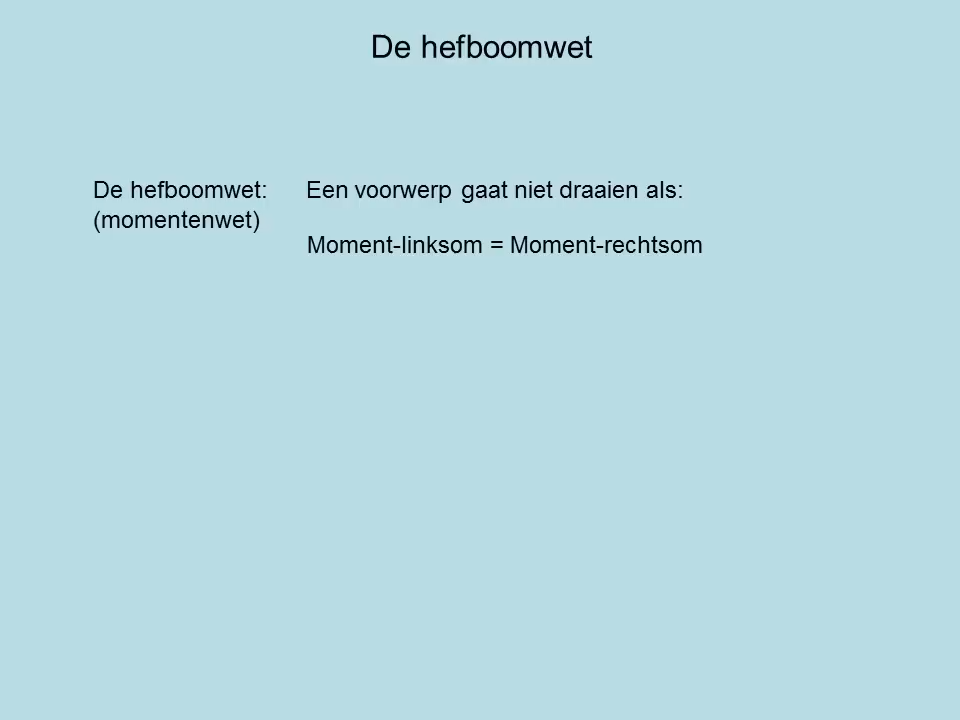 De hefboomwet
De hefboomwet: Een voorwerp gaat niet draaien als:
(momentenwet)
Moment-linksom = Moment-rechtsom